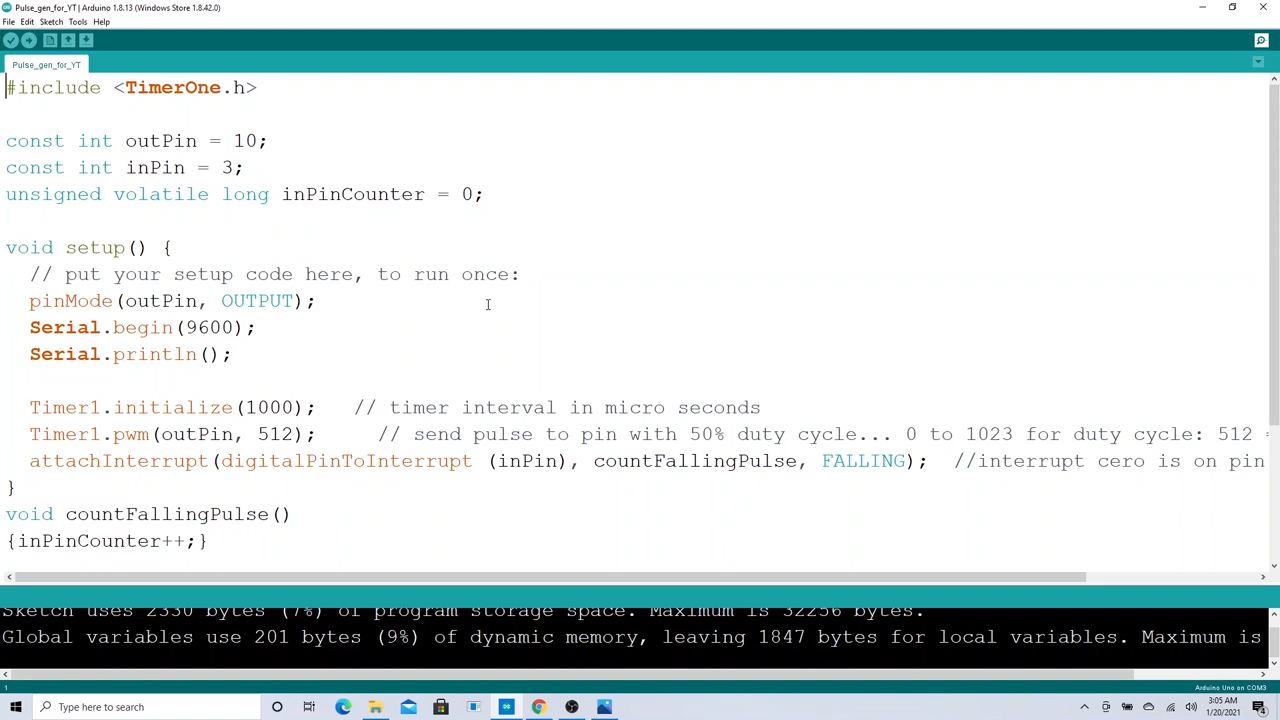 Pulse_gen_for_YT | Arduino 1.8.13 (Windows Store 1.8.42.0)
File Edit Sketch Tools Help
Pulse_gen_for_YT
#include <TimerOne.h>
const int outPin = 10;
const int inPin = 3;
unsigned volatile long inPinCounter = 0;
void setup() {
// put your setup code here, to run once:
pinMode(outPin, OUTPUT);
Serial.begin(9600);
Serial.println();
Timer1.initialize(1000); // timer interval in micro seconds
Timer1.pwm(outPin, 512); // send pulse to pin with 50% duty cycle... 0 to 1023 for duty cycle: 512 =
attachInterrupt(digitalPinToInterrupt (inPin), countFallingPulse, FALLING); //interrupt cero is on pin
}
void countFallingPulse()
{inPinCounter++;}
Sketch uses 2330 bytes (7%) of program storage space. Maximum is 32256 bytes.
Global variables use 201 bytes (9%) of dynamic memory, leaving 1847 bytes for local variables. Maximum is
1
Arduino Uno on COM3
Type here to search
3:05 AM
1/20/2021
4